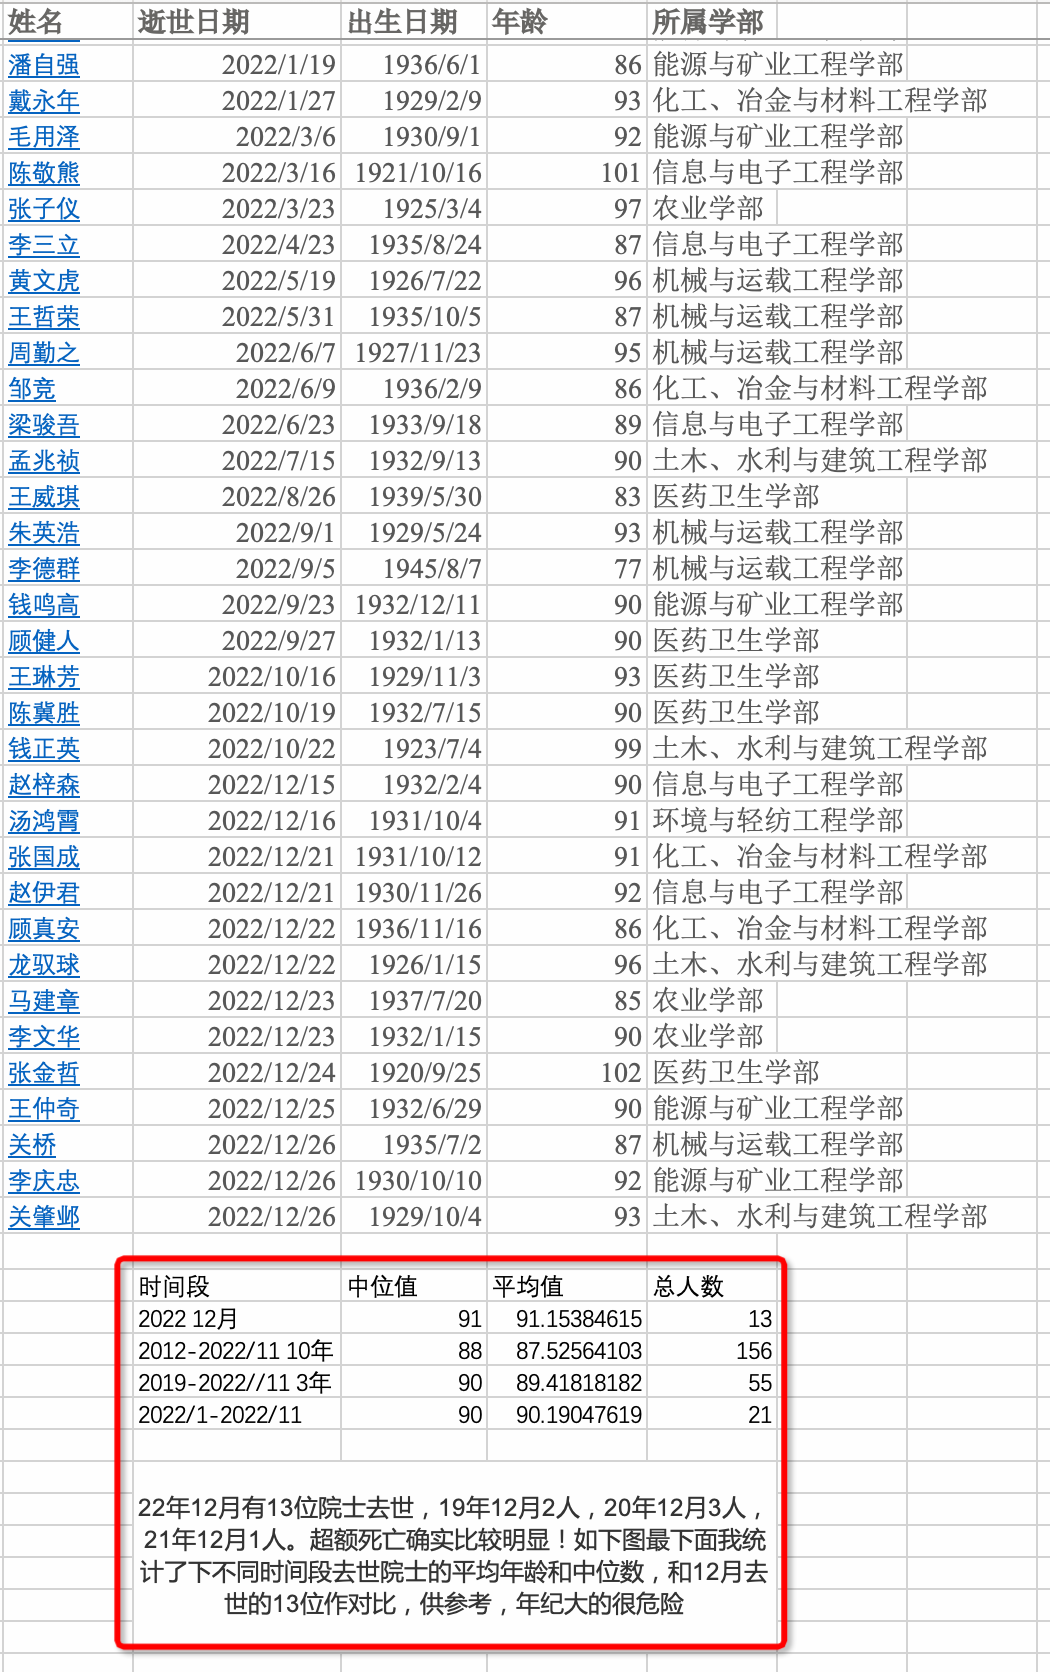 姓名 逝世日期 出生日期 年龄 所属学部
潘自强 2022/1/19 1936/6/1 86 能源与矿业工程学部
戴永年 2022/1/27 1929/2/9 93 化工、冶金与材料工程学部
毛用泽 2022/3/6 1930/9/1 92 能源与矿业工程学部
陈敬熊 2022/3/16 1921/10/16 101 信息与电子工程学部
张子仪 2022/3/23 1925/3/4 97 农业学部
李三立 2022/4/23 1935/8/24 87 信息与电子工程学部
黄文虎 2022/5/19 1926/7/22 96 机械与运载工程学部
王哲荣 2022/5/31 1935/10/5 87 机械与运载工程学部
周勤之 2022/6/7 1927/11/23 95 机械与运载工程学部
邹竞 2022/6/9 1936/2/9 86 化工、冶金与材料工程学部
梁骏吾 2022/6/23 1933/9/18 89 信息与电子工程学部
孟兆祯 2022/7/15 1932/9/13 90 土木、水利与建筑工程学部
王威琪 2022/8/26 1939/5/30 83 医药卫生学部
朱英浩 2022/9/1 1929/5/24 93 机械与运载工程学部
李德群 2022/9/5 1945/8/7 77 机械与运载工程学部
钱鸣高 2022/9/23 1932/12/11 90 能源与矿业工程学部
顾健人 2022/9/27 1932/1/13 90 医药卫生学部
王琳芳 2022/10/16 1929/11/3 93 医药卫生学部
陈冀胜 2022/10/19 1932/7/15 90 医药卫生学部
钱正英 2022/10/22 1923/7/4 99 土木、水利与建筑工程学部
赵梓森 2022/12/15 1932/2/4 90 信息与电子工程学部
汤鸿霄 2022/12/16 1931/10/4 91 环境与轻纺工程学部
张国成 2022/12/21 1931/10/12 91 化工、冶金与材料工程学部
赵伊君 2022/12/21 1930/11/26 92 信息与电子工程学部
顾真安 2022/12/22 1936/11/16 86 化工、冶金与材料工程学部
龙驭球 2022/12/22 1926/1/15 96 土木、水利与建筑工程学部
马建章 2022/12/23 1937/7/20 85 农业学部
李文华 2022/12/23 1932/1/15 90 农业学部
张金哲 2022/12/24 1920/9/25 102 医药卫生学部
王仲奇 2022/12/25 1932/6/29 90 能源与矿业工程学部
关桥 2022/12/26 1935/7/2 87 机械与运载工程学部
李庆忠 2022/12/26 1930/10/10 92 能源与矿业工程学部
关肇邺 2022/12/26 1929/10/4 93 土木、水利与建筑工程学部
时间段 中位值 平均值 总人数
2022 12月 91 91.15384615 13
2012-2022/11 10年 88 87.52564103 156
2019-2022//11 3年 90 89.41818182 55
2022/1-2022/11 90 90.19047619 21
22年12月有13位院士去世，19年12月2人，20年12月3人，
21年12月1人。超额死亡确实比较明显！如下图最下面我统
计了下不同时间段去世院士的平均年龄和中位数，和12月去
世的13位作对比，供参考，年纪大的很危险